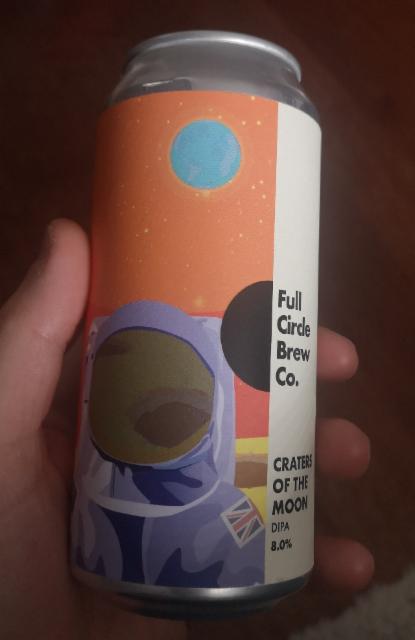 Full
Circle
Brew
Co.
CRATERS
OF THE
MOON
DIPA
8.0%